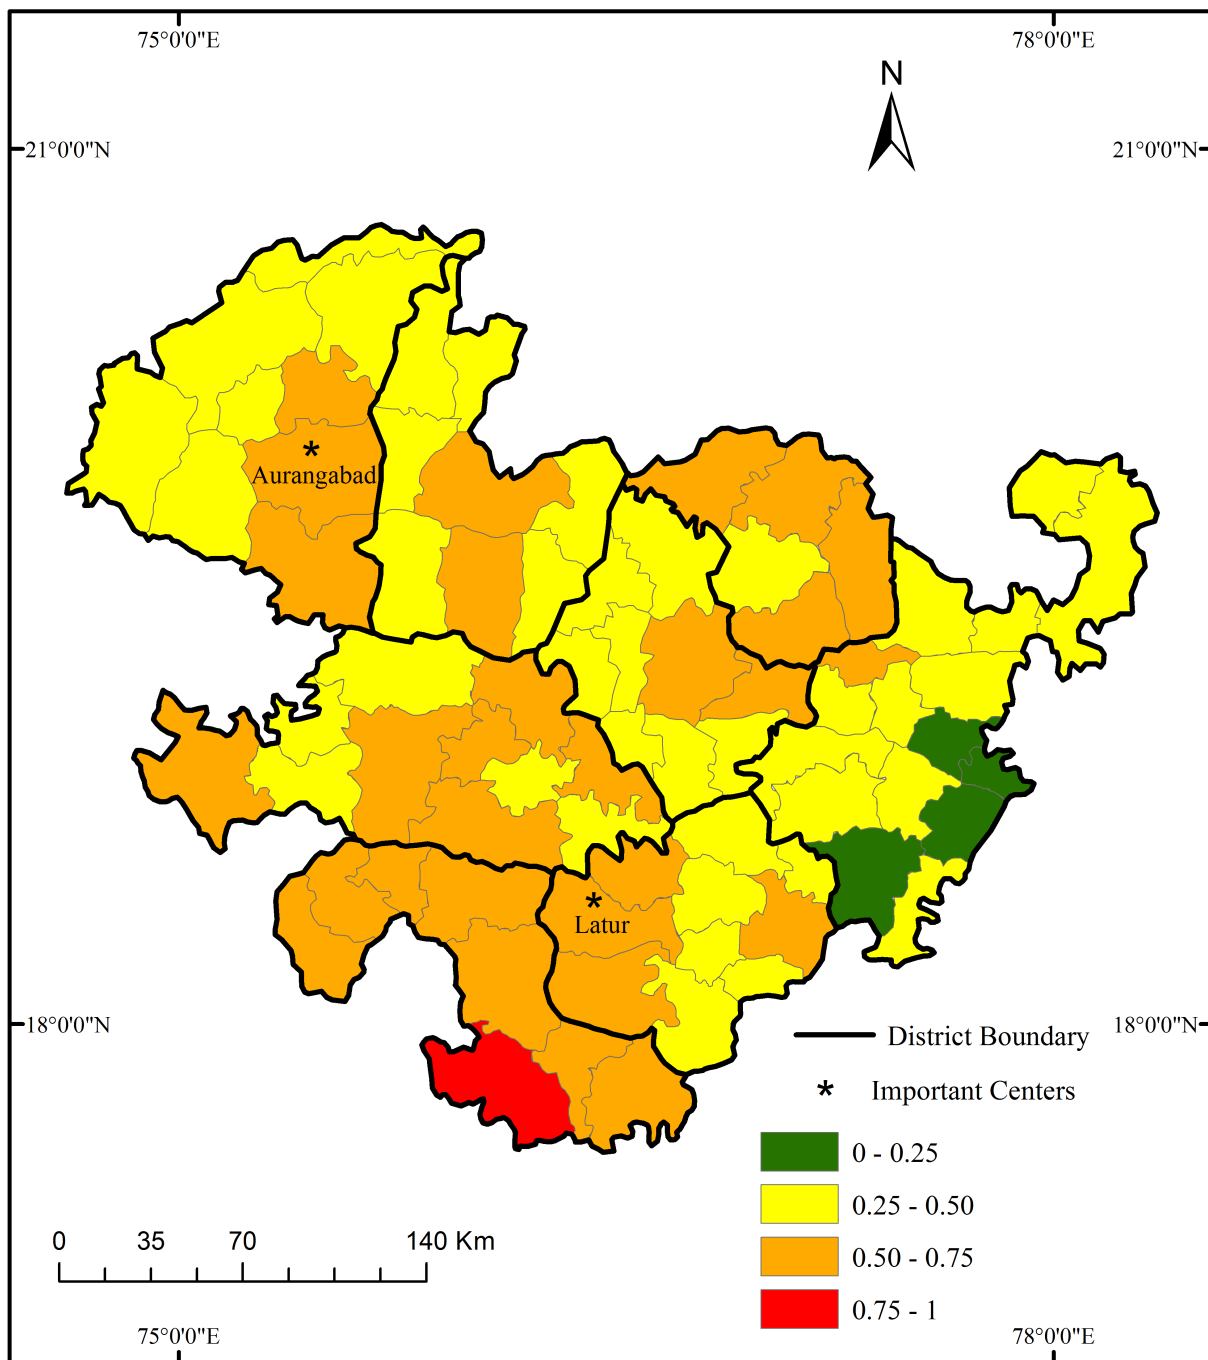 75°0'0"E
78°0'0"E
N
21°0'0"N
21°0'0"N
*
Aurangabad
*
Latur
18°0'0"N
18°0'0"N
District Boundary
* Important Centers
0 - 0.25
0.25 - 0.50
0.50 - 0.75
0.75 - 1
0 35 70 140 Km
75°0'0"E
78°0'0"E